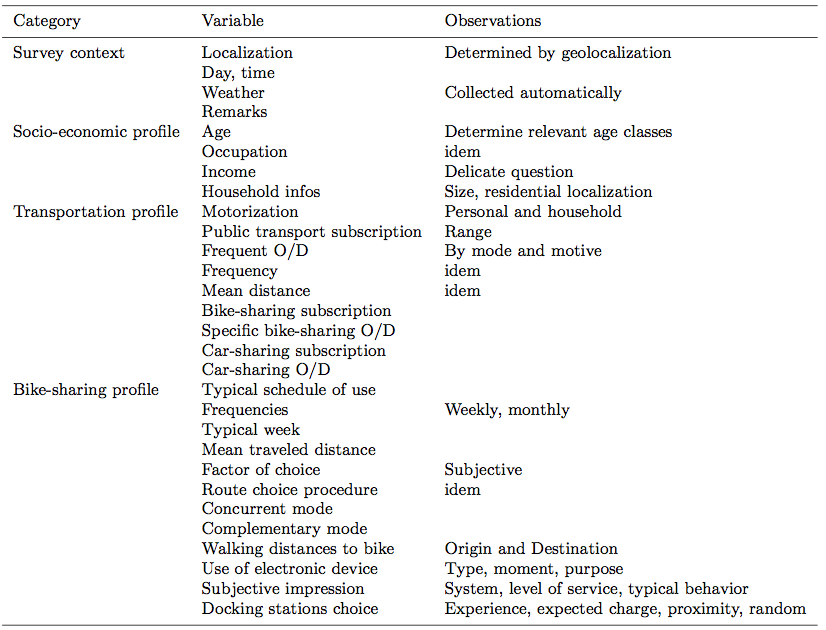 Category Variable Observations
Survey context Localization Determined by geolocalization
Day, time
Weather Collected automatically
Remarks
Socio-economic profile Age Determine relevant age classes
Occupation idem
Income Delicate question
Household infos Size, residential localization
Transportation profile Motorization Personal and household
Public transport subscription Range
Frequent O/D By mode and motive
Frequency idem
Mean distance idem
Bike-sharing subscription
Specific bike-sharing O/D
Car-sharing subscription
Car-sharing O/D
Bike-sharing profile Typical schedule of use
Frequencies Weekly, monthly
Typical week
Mean traveled distance
Factor of choice Subjective
Route choice procedure idem
Concurrent mode
Complementary mode
Walking distances to bike Origin and Destination
Use of electronic device Type, moment, purpose
Subjective impression System, level of service, typical behavior
Docking stations choice Experience, expected charge, proximity, random